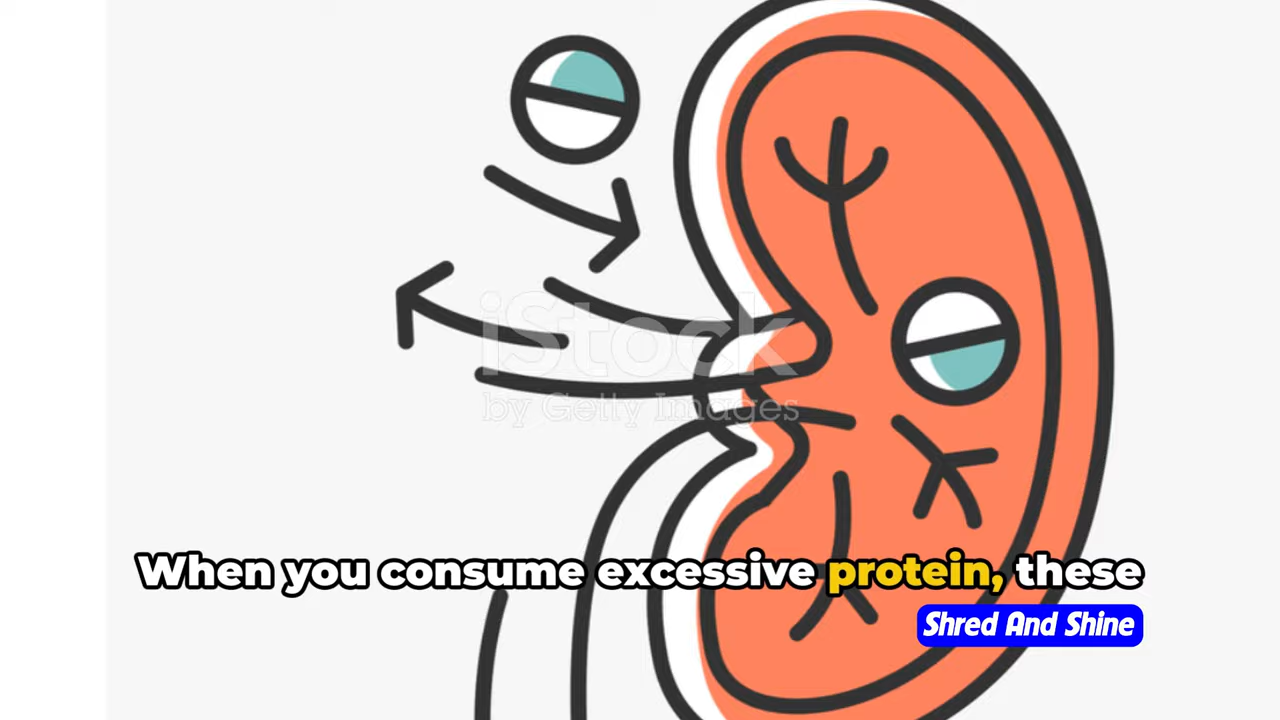 iStock
by Getty Images
When you consume excessive protein, these
Shred And Shine